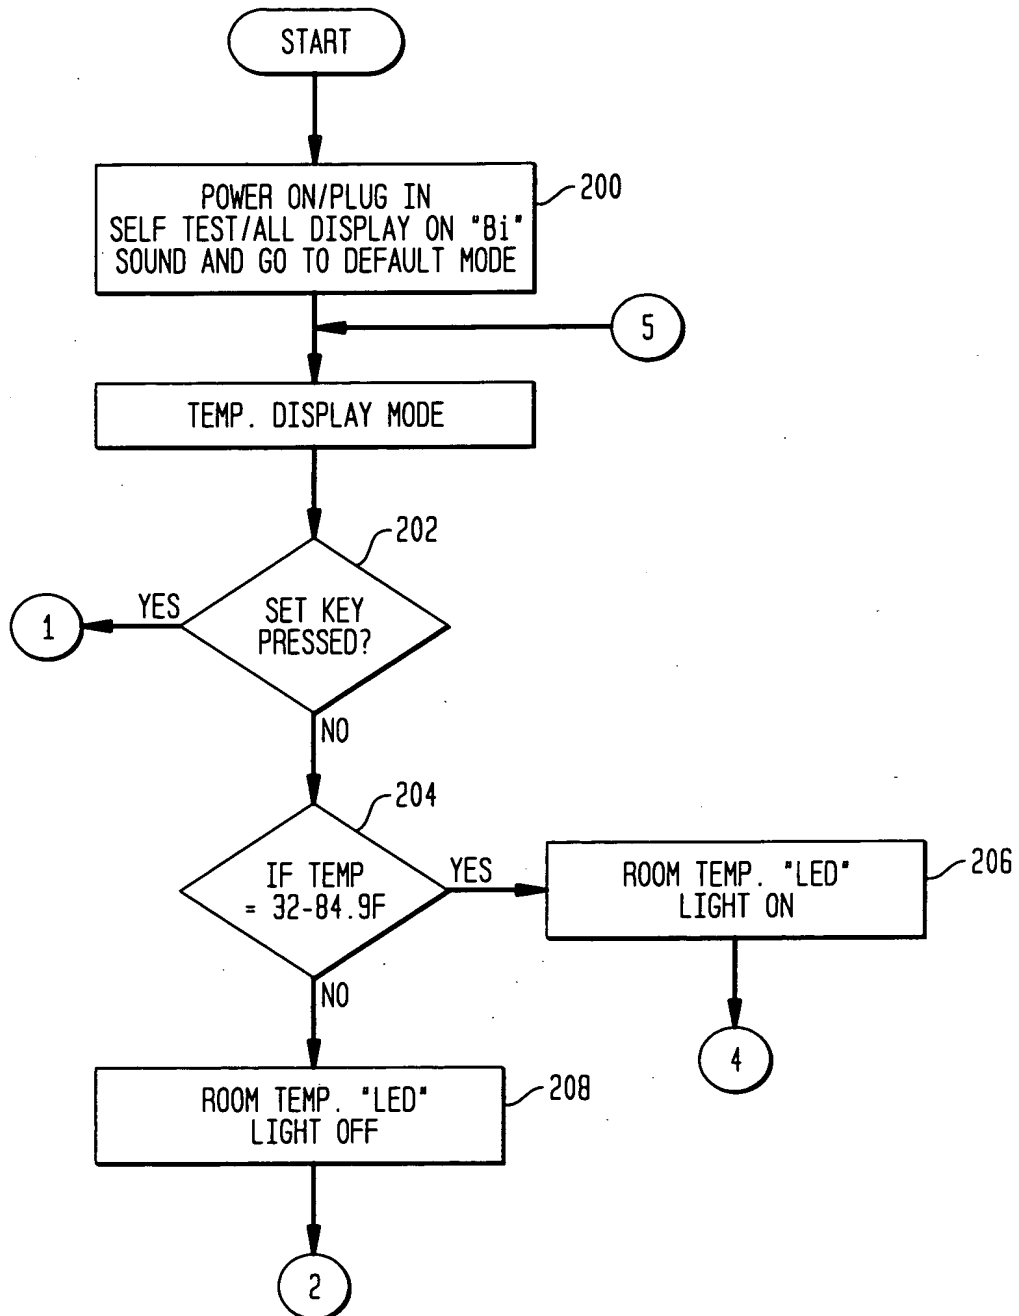 START
POWER ON/PLUG IN
SELF TEST/ALL DISPLAY ON "Bi"
SOUND AND GO TO DEFAULT MODE
200
5
TEMP. DISPLAY MODE
202
SET KEY
PRESSED?
YES
1
NO
204
IF TEMP
= 32-84.9F
YES
ROOM TEMP. "LED"
LIGHT ON
206
NO
4
ROOM TEMP. "LED"
LIGHT OFF
208
2